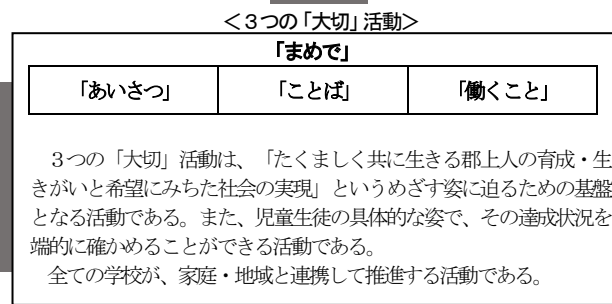 ＜３つの「大切」活動＞
「まめで」
「あいさつ」 「ことば」 「働くこと」
３つの「大切」活動は、「たくましく共に生きる郡上人の育成・生
きがいと希望にみちた社会の実現」というめざす姿に迫るための基盤
となる活動である。また、児童生徒の具体的な姿で、その達成状況を
端的に確かめることができる活動である。
全ての学校が、家庭・地域と連携して推進する活動である。